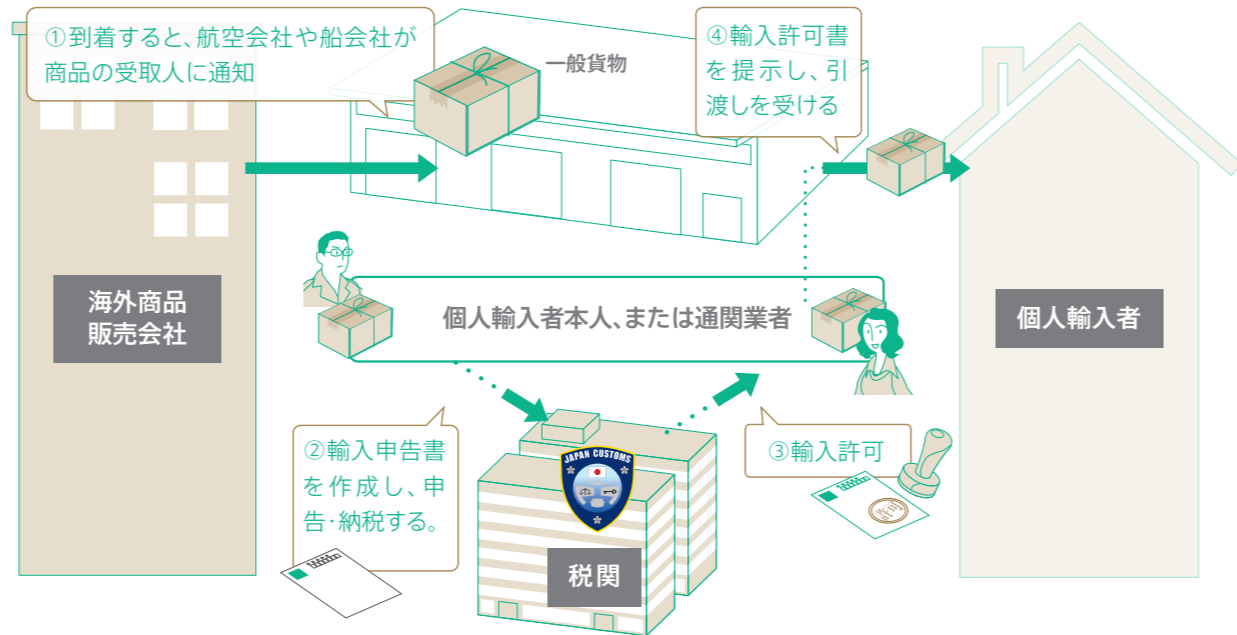 ①到着すると、航空会社や船会社が
商品の受取人に通知
一般貨物
④輸入許可書
を提示し、引
渡しを受ける
海外商品
販売会社
個人輸入者本人、または通関業者
個人輸入者
②輸入申告書
を作成し、申
告・納税する。
③輸入許可
JAPAN CUSTOMS
税関